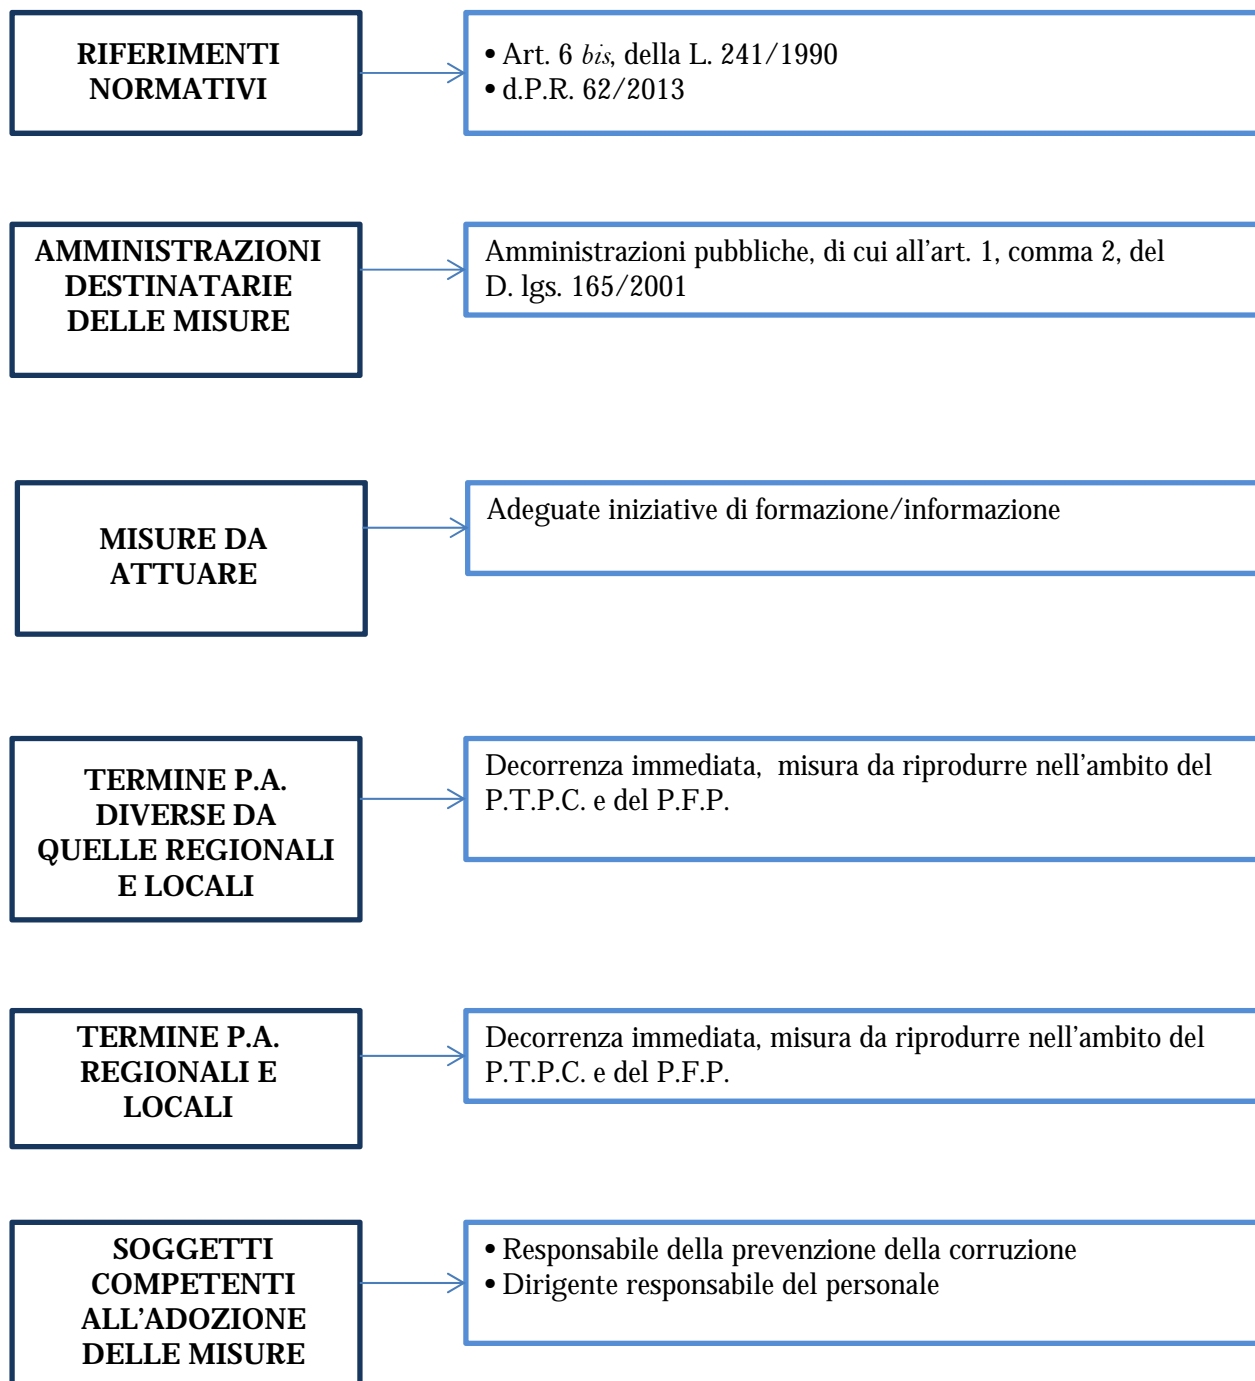 RIFERIMENTI
NORMATIVI
• Art. 6 bis, della L. 241/1990
• d.P.R. 62/2013
AMMINISTRAZIONI
DESTINATARIE
DELLE MISURE
Amministrazioni pubbliche, di cui all’art. 1, comma 2, del
D. lgs. 165/2001
MISURE DA
ATTUARE
Adeguate iniziative di formazione/informazione
TERMINE P.A.
DIVERSE DA
QUELLE REGIONALI
E LOCALI
Decorrenza immediata, misura da riprodurre nell’ambito del
P.T.P.C. e del P.F.P.
TERMINE P.A.
REGIONALI E
LOCALI
Decorrenza immediata, misura da riprodurre nell’ambito del
P.T.P.C. e del P.F.P.
SOGGETTI
COMPETENTI
ALL’ADOZIONE
DELLE MISURE
• Responsabile della prevenzione della corruzione
• Dirigente responsabile del personale